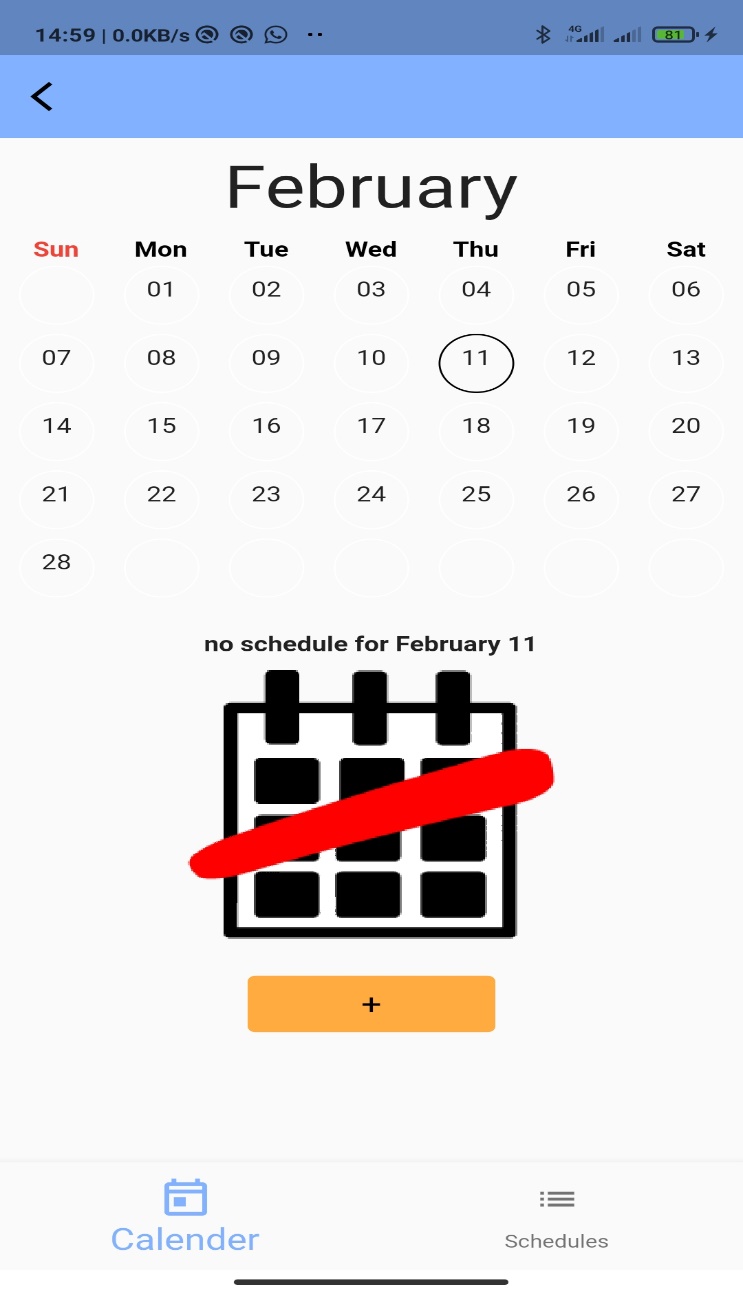 14:59 | 0.0KB/s 4G 81
February
Sun Mon Tue Wed Thu Fri Sat
01 02 03 04 05 06
07 08 09 10 11 12 13
14 15 16 17 18 19 20
21 22 23 24 25 26 27
28
no schedule for February 11
+
Calender Schedules